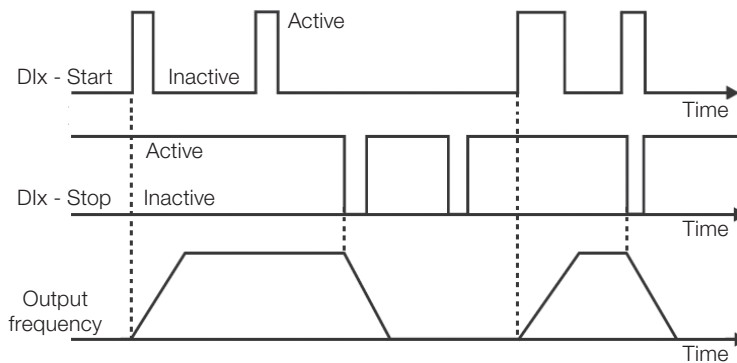 Active
DIx - Start
Inactive
Time
Active
DIx - Stop
Inactive
Time
Output
frequency
Time